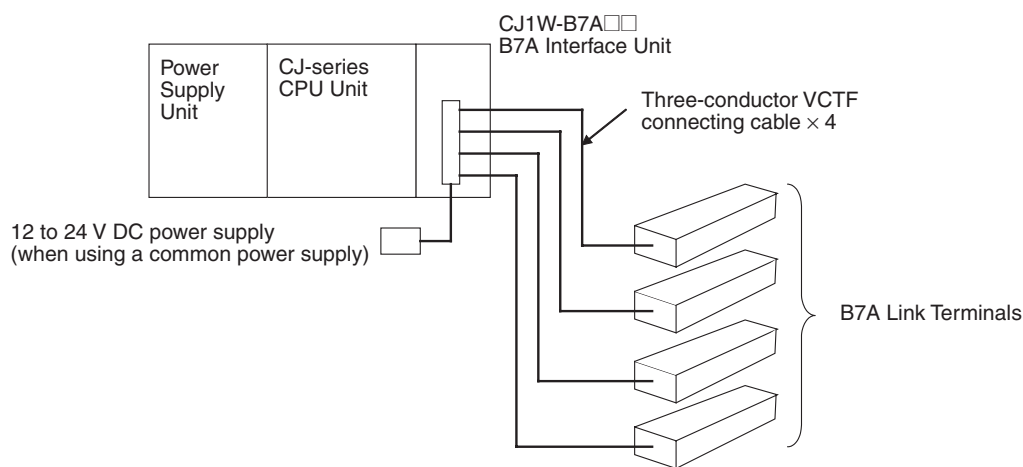 CJ1W-B7A□□
B7A Interface Unit
Power
Supply
Unit
CJ-series
CPU Unit
Three-conductor VCTF
connecting cable × 4
12 to 24 V DC power supply
(when using a common power supply)
B7A Link Terminals